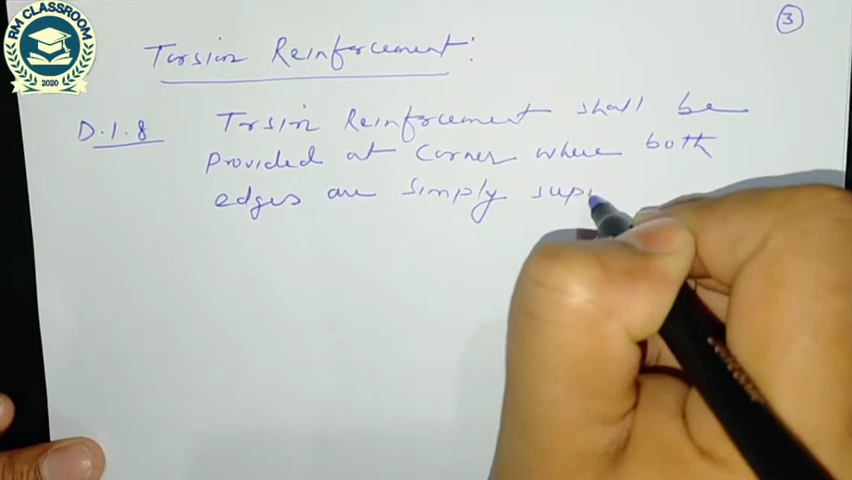 RM CLASSROOM
2020
3
Torsion Reinforcement:
D.1.8 Torsion Reinforcement shall be
provided at corner where both
edges are simply sup